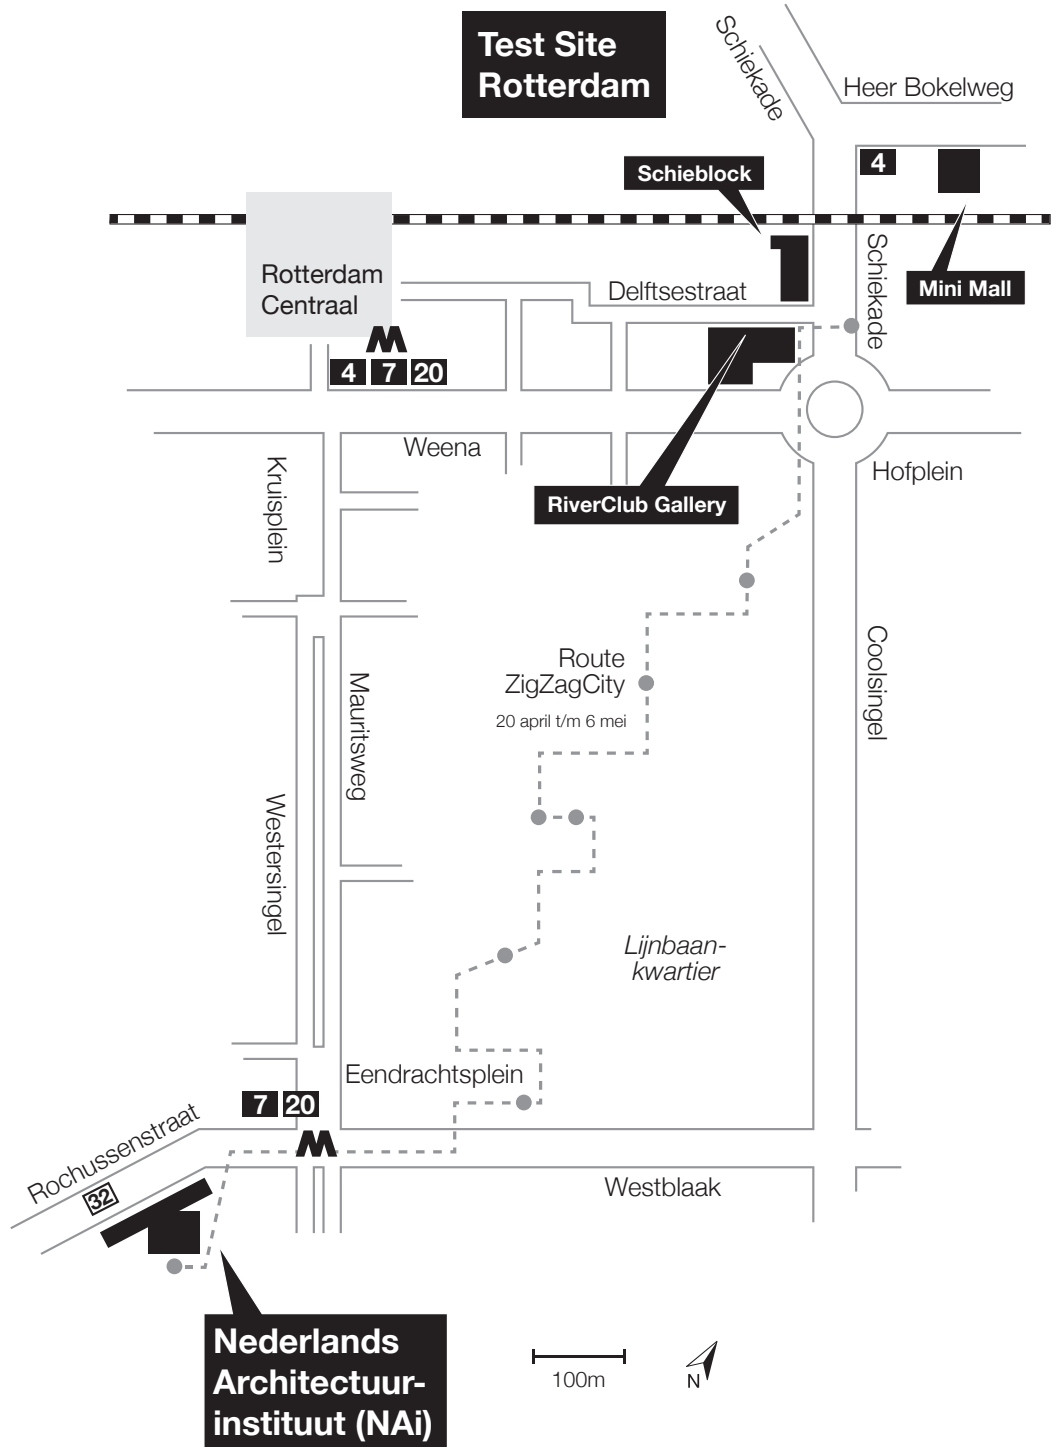 Test Site
Rotterdam
Schiekade
Heer Bokelweg
4
Schieblock
Rotterdam
Centraal
Delftsestraat
Schiekade
Mini Mall
4 7 20
Weena
Kruisplein
Hofplein
RiverClub Gallery
Route
ZigZagCity
20 april t/m 6 mei
Mauritsweg
Coolsingel
Westersingel
Lijnbaan-
kwartier
Eendrachtsplein
7 20
Rochussenstraat
32
Westblaak
Nederlands
Architectuur-
instituut (NAi)
100m
N